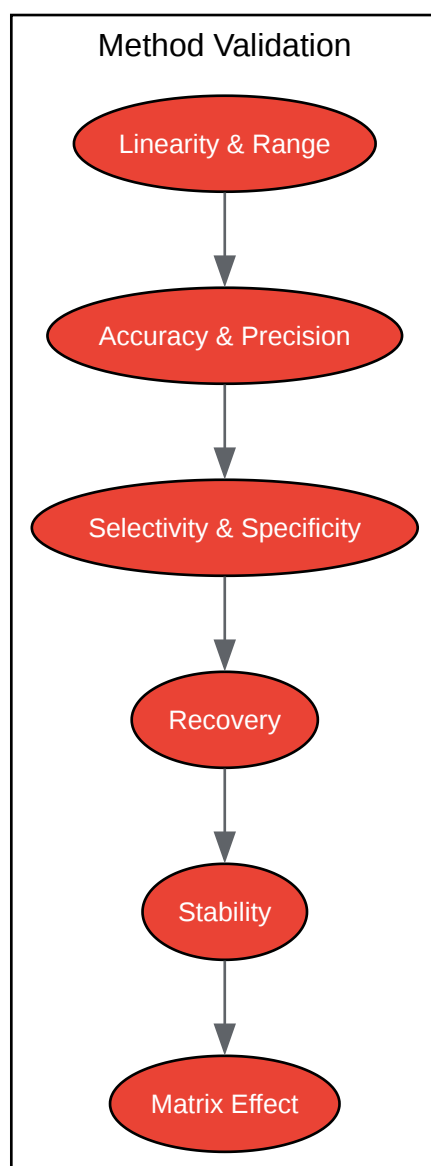 Method Validation
Linearity & Range
Accuracy & Precision
Selectivity & Specificity
Recovery
Stability
Matrix Effect